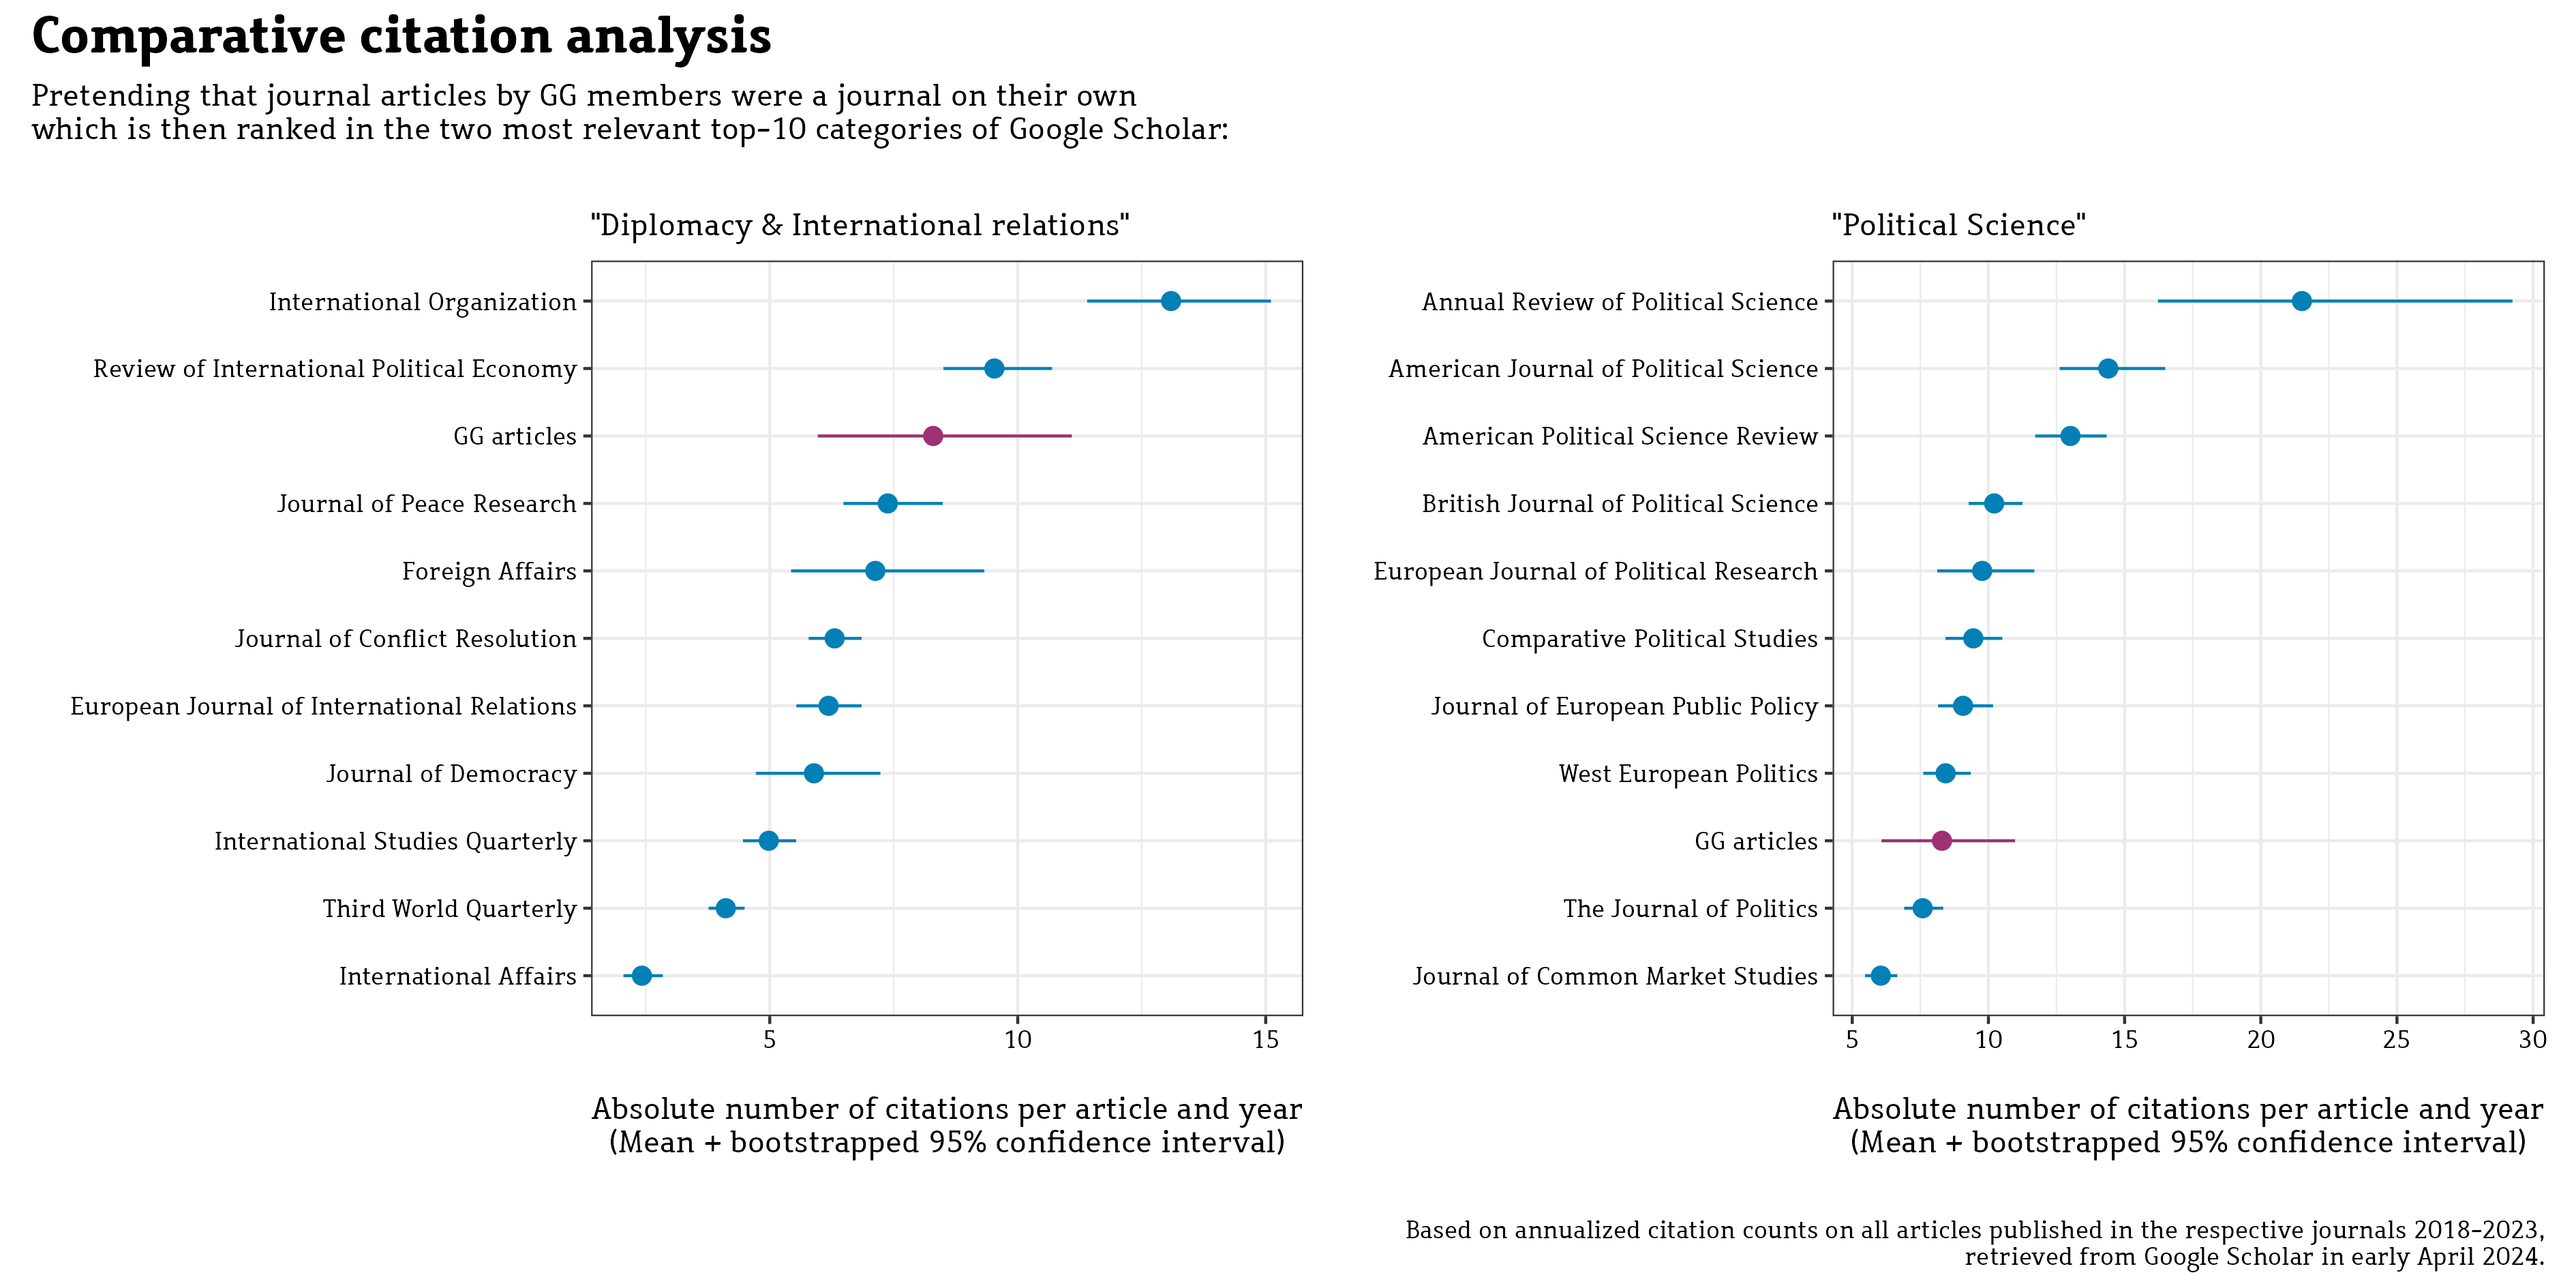 Comparative citation analysis
Pretending that journal articles by GG members were a journal on their own
which is then ranked in the two most relevant top-10 categories of Google Scholar:
"Diplomacy & International relations"
International Organization
Review of International Political Economy
GG articles
Journal of Peace Research
Foreign Affairs
Journal of Conflict Resolution
European Journal of International Relations
Journal of Democracy
International Studies Quarterly
Third World Quarterly
International Affairs
5 10 15
Absolute number of citations per article and year
(Mean + bootstrapped 95% confidence interval)
"Political Science"
Annual Review of Political Science
American Journal of Political Science
American Political Science Review
British Journal of Political Science
European Journal of Political Research
Comparative Political Studies
Journal of European Public Policy
West European Politics
GG articles
The Journal of Politics
Journal of Common Market Studies
5 10 15 20 25 30
Absolute number of citations per article and year
(Mean + bootstrapped 95% confidence interval)
Based on annualized citation counts on all articles published in the respective journals 2018-2023,
retrieved from Google Scholar in early April 2024.